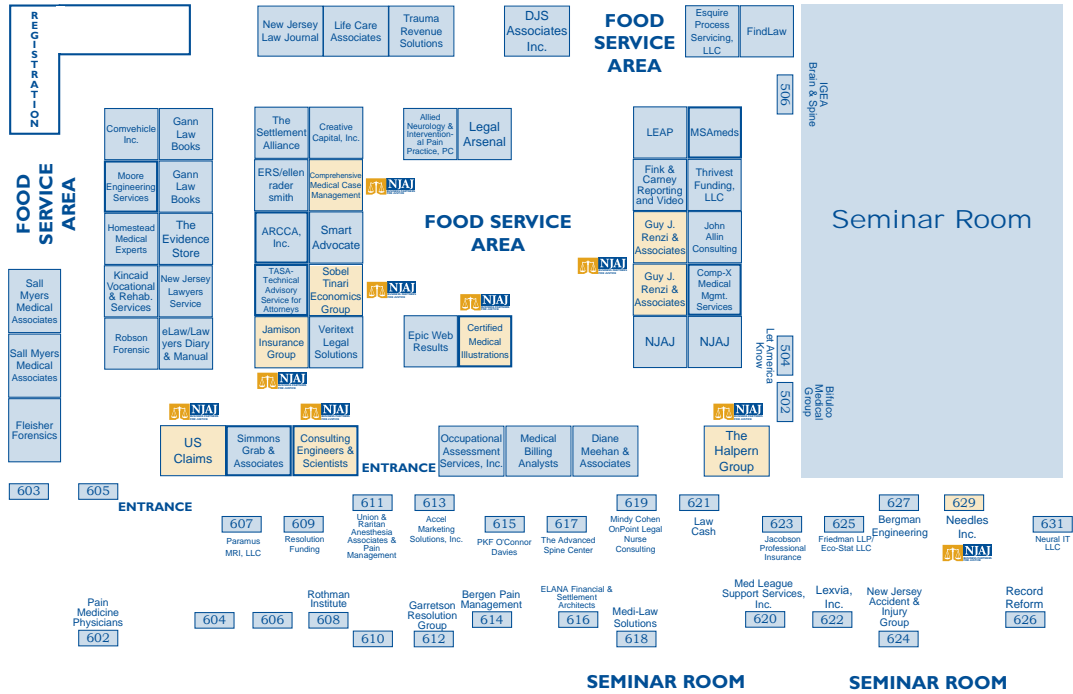 REGISTRATION
New Jersey
Law Journal
Life Care
Associates
Trauma
Revenue
Solutions
DJS
Associates
Inc.
FOOD
SERVICE
AREA
Esquire
Process
Servicing,
LLC
FindLaw
506
IGEA
Brain & Spine
FOOD
SERVICE
AREA
Comvehicle
Inc.
Gann
Law
Books
Moore
Engineering
Services
Gann
Law
Books
Homestead
Medical
Experts
The
Evidence
Store
Kincaid
Vocational
& Rehab.
Services
New Jersey
Lawyers
Service
Robson
Forensic
eLaw/Law
yers Diary
& Manual
The
Settlement
Alliance
Creative
Capital, Inc.
ERS/ellen
rader
smith
Comprehensive
Medical Case
Management
NJAJ
ARCCA,
Inc.
Smart
Advocate
TASA-
Technical
Advisory
Service for
Attorneys
Sobel
Tinari
Economics
Group
NJAJ
Jamison
Insurance
Group
Veritext
Legal
Solutions
NJAJ
Allied
Neurology &
Intervention-
al Pain
Practice, PC
Legal
Arsenal
FOOD SERVICE
AREA
NJAJ
Epic Web
Results
Certified
Medical
Illustrations
LEAP
MSAmeds
Fink &
Carney
Reporting
and Video
Thrivest
Funding,
LLC
Guy J.
Renzi &
Associates
John
Allin
Consulting
NJAJ
Guy J.
Renzi &
Associates
Comp-X
Medical
Mgmt.
Services
NJAJ
NJAJ
Seminar Room
504
Let America
Know
502
Bifulco
Medical
Group
Sall
Myers
Medical
Associates
Sall Myers
Medical
Associates
Fleisher
Forensics
NJAJ
US
Claims
Simmons
Grab &
Associates
NJAJ
Consulting
Engineers &
Scientists
ENTRANCE
Occupational
Assessment
Services, Inc.
Medical
Billing
Analysts
Diane
Meehan &
Associates
NJAJ
The
Halpern
Group
603
605
ENTRANCE
607
Paramus
MRI, LLC
609
Resolution
Funding
611
Union &
Raritan
Anesthesia
Associates &
Pain
Management
613
Accel
Marketing
Solutions, Inc.
615
PKF O'Connor
Davies
617
The Advanced
Spine Center
619
Mindy Cohen
OnPoint Legal
Nurse
Consulting
621
Law
Cash
623
Jacobson
Professional
Insurance
625
Friedman LLP/
Eco-Stat LLC
627
Bergman
Engineering
629
Needles
Inc.
NJAJ
631
Neural IT
LLC
Pain
Medicine
Physicians
602
604
606
Rothman
Institute
608
610
Garretson
Resolution
Group
612
Bergen Pain
Management
614
ELANA Financial &
Settlement
Architects
616
Medi-Law
Solutions
618
Med League
Support Services,
Inc.
620
Lexvia,
Inc.
622
New Jersey
Accident &
Injury
Group
624
Record
Reform
626
SEMINAR ROOM
SEMINAR ROOM